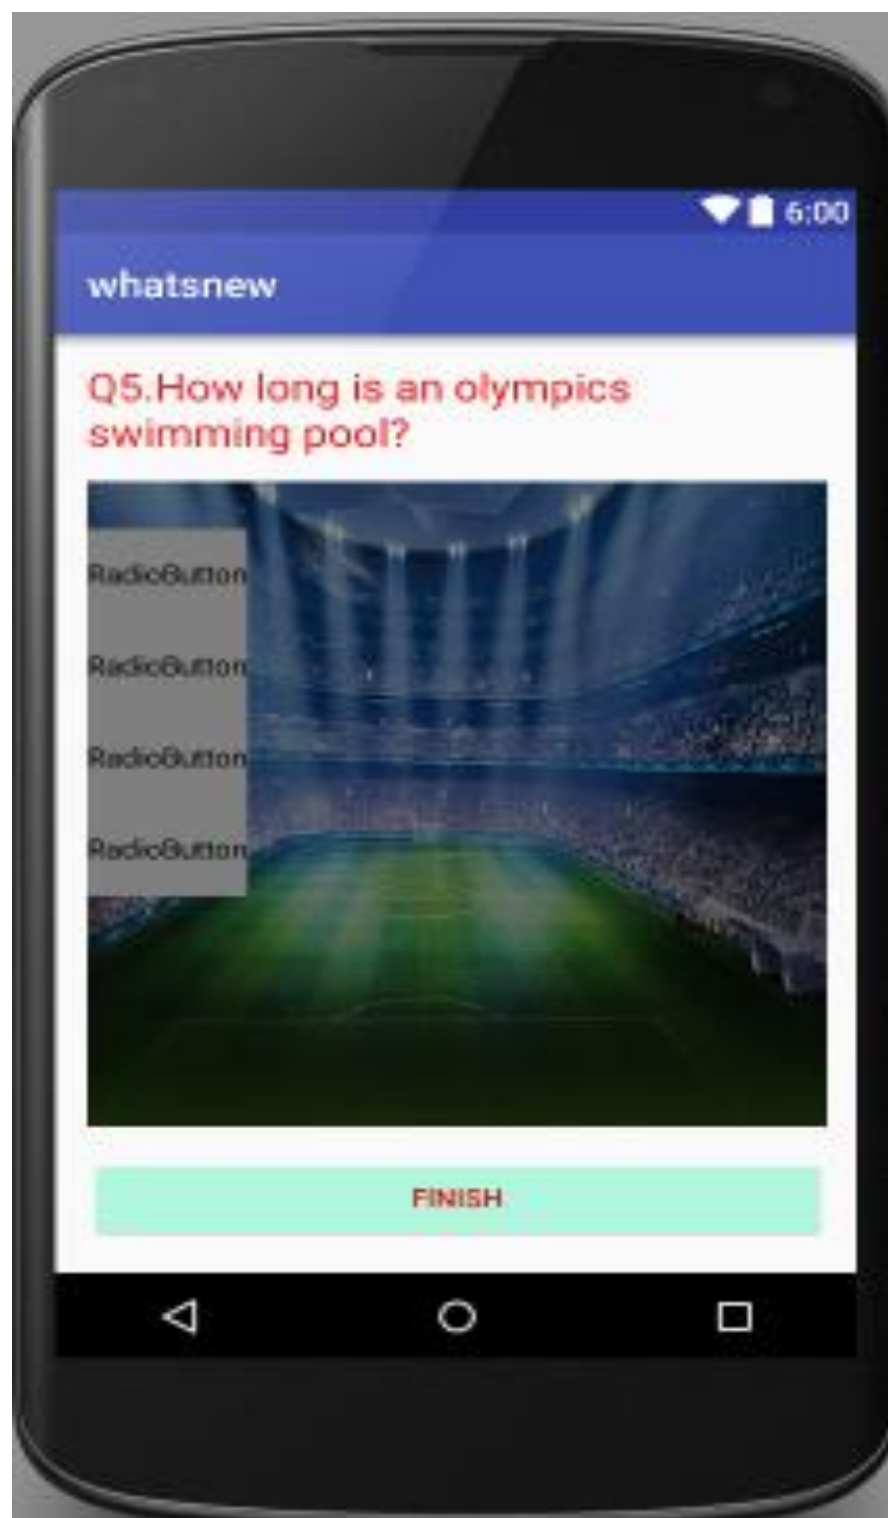 6:00
whatsnew
Q5.How long is an olympics
swimming pool?
RadioButton
RadioButton
RadioButton
RadioButton
FINISH